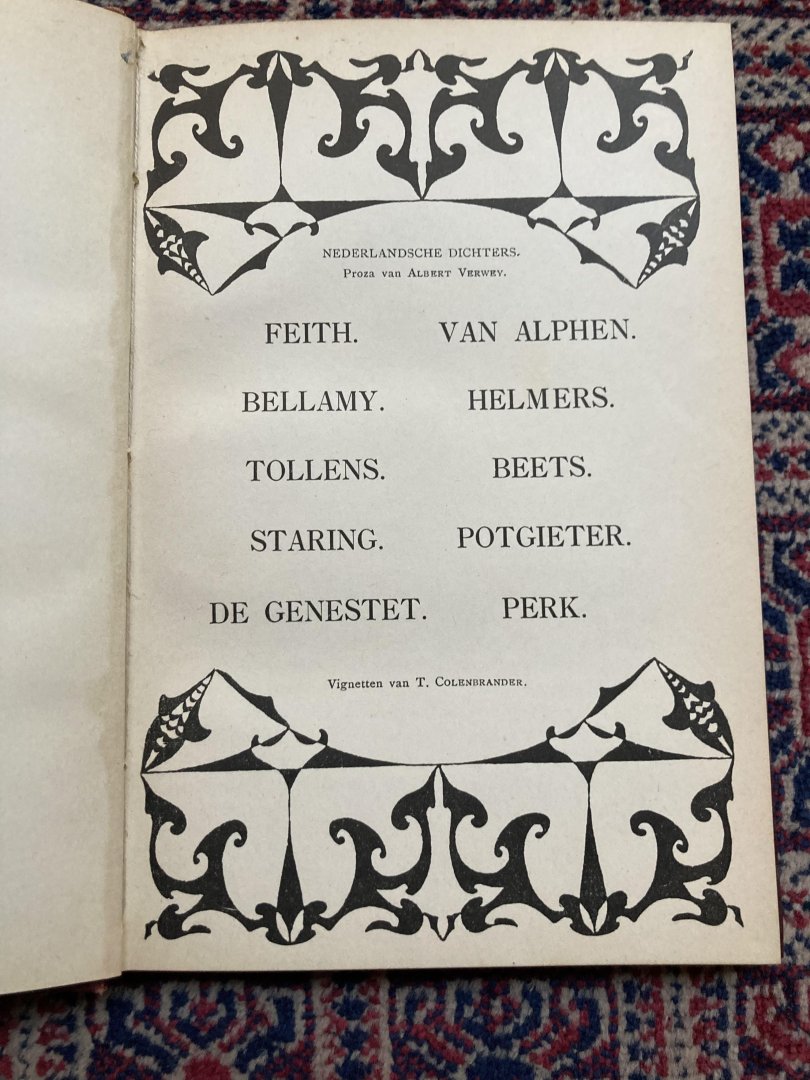 NEDERLANDSCHE DICHTERS.
Proza van ALBERT VERWEY.
FEITH. VAN ALPHEN.
BELLAMY. HELMERS.
TOLLENS. BEETS.
STARING. POTGIETER.
DE GENESTET. PERK.
Vignetten van T. COLENBRANDER.